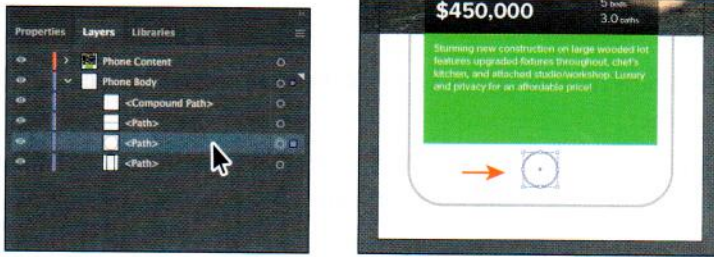 Properties Layers Libraries
Phone Content
Phone Body
<Compound Path>
<Path>
<Path>
<Path>
$450,000
5 beds
3.0 baths
Stunning new construction on large wooded lot
features upgraded fixtures throughout, chef's
kitchen, and attached studio/workshop. Luxury
and privacy for an affordable price!